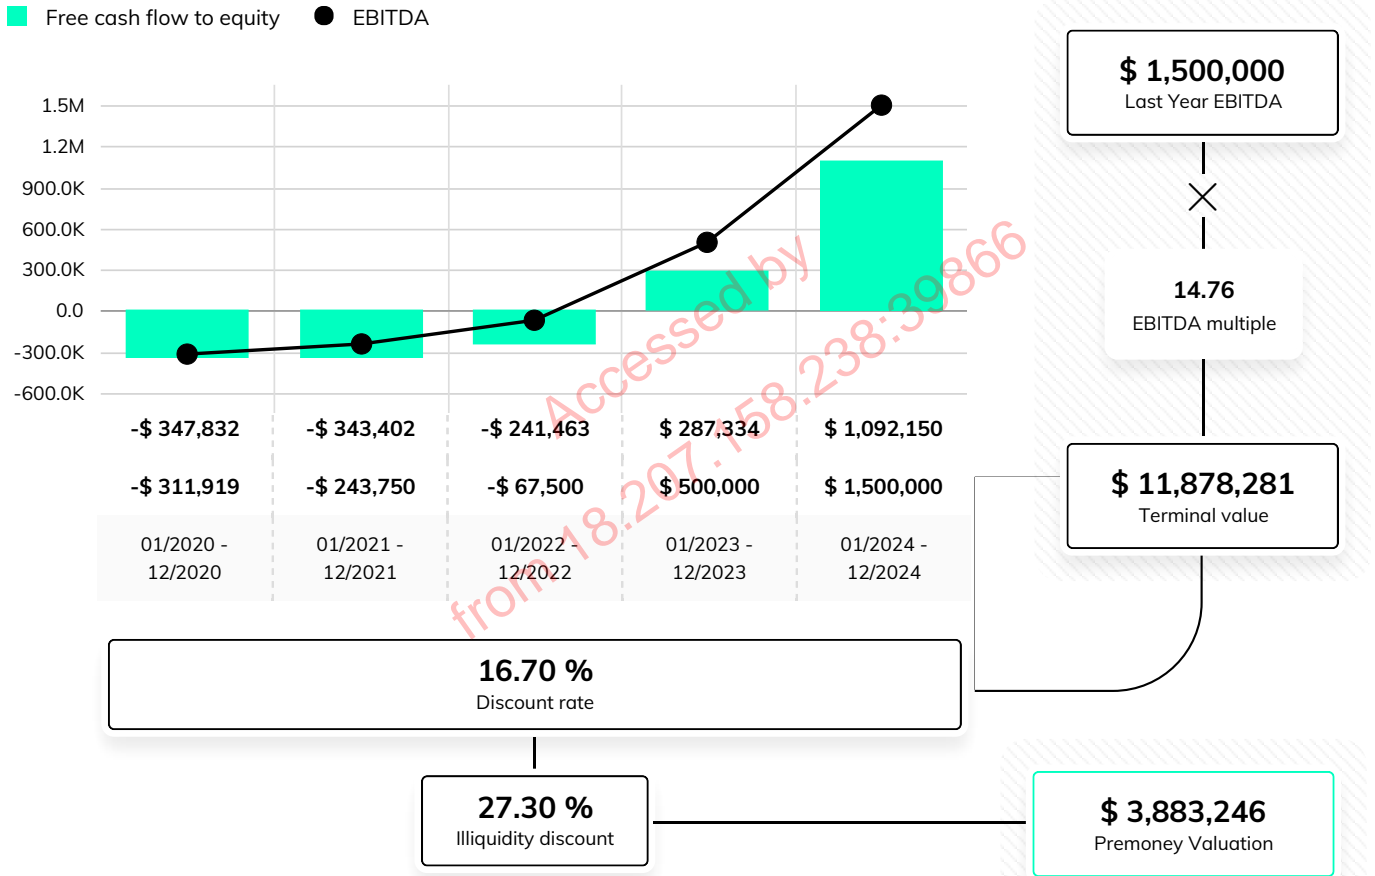 Free cash flow to equity EBITDA
$ 1,500,000
Last Year EBITDA
14.76
EBITDA multiple
$ 11,878,281
Terminal value
1.5M
1.2M
900.0K
600.0K
300.0K
0.0
-300.0K
-600.0K
-$ 347,832 -$ 343,402 -$ 241,463 $ 287,334 $ 1,092,150
-$ 311,919 -$ 243,750 -$ 67,500 $ 500,000 $ 1,500,000
01/2020 - 01/2021 - 01/2022 - 01/2023 - 01/2024 -
12/2020 12/2021 12/2022 12/2023 12/2024
Accessed by
from 18.207.158.238:39866
16.70 %
Discount rate
27.30 %
Illiquidity discount
$ 3,883,246
Premoney Valuation